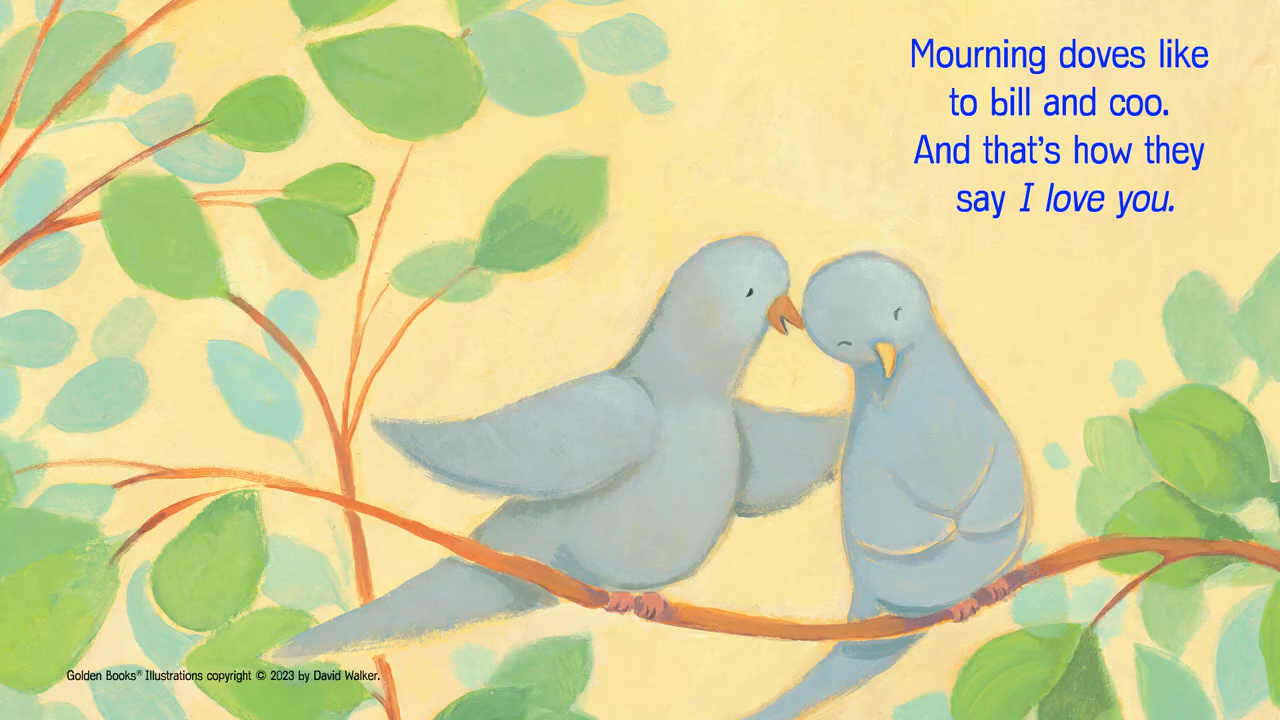 Mourning doves like
to bill and coo.
And that’s how they
say I love you.
Golden Books® Illustrations copyright © 2023 by David Walker.